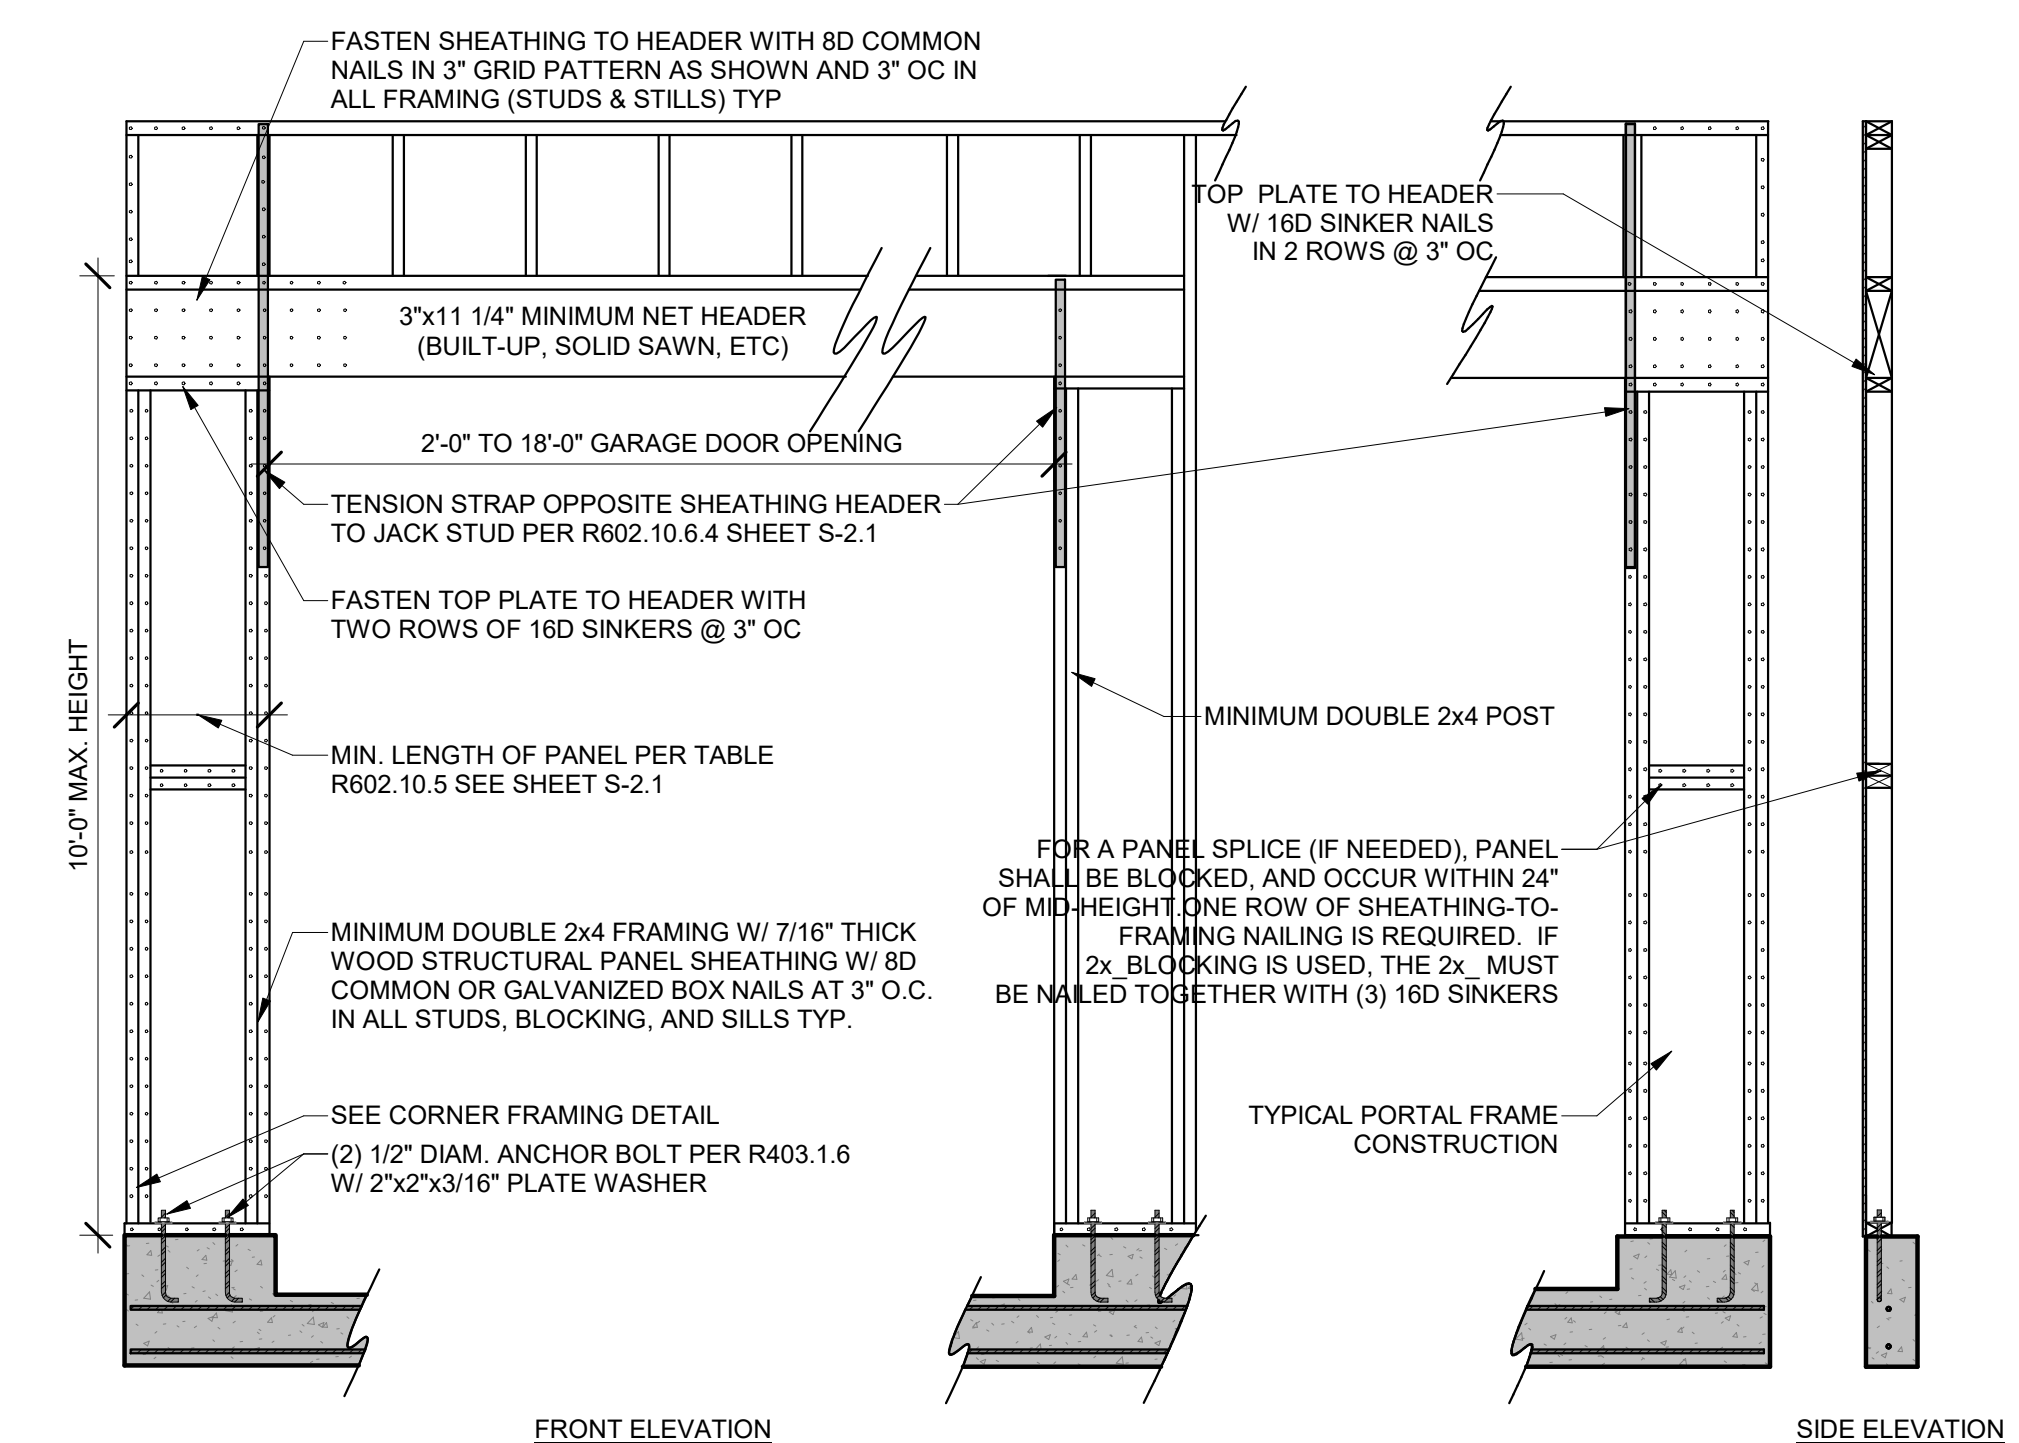 FASTEN SHEATHING TO HEADER WITH 8D COMMON
NAILS IN 3" GRID PATTERN AS SHOWN AND 3" OC IN
ALL FRAMING (STUDS & STILLS) TYP
TOP PLATE TO HEADER
W/ 16D SINKER NAILS
IN 2 ROWS @ 3" OC
3"x11 1/4" MINIMUM NET HEADER
(BUILT-UP, SOLID SAWN, ETC)
2'-0" TO 18'-0" GARAGE DOOR OPENING
TENSION STRAP OPPOSITE SHEATHING HEADER
TO JACK STUD PER R602.10.6.4 SHEET S-2.1
FASTEN TOP PLATE TO HEADER WITH
TWO ROWS OF 16D SINKERS @ 3" OC
10'-0" MAX. HEIGHT
MINIMUM DOUBLE 2x4 POST
MIN. LENGTH OF PANEL PER TABLE
R602.10.5 SEE SHEET S-2.1
FOR A PANEL SPLICE (IF NEEDED), PANEL
SHALL BE BLOCKED, AND OCCUR WITHIN 24"
OF MID-HEIGHT.ONE ROW OF SHEATHING-TO-
FRAMING NAILING IS REQUIRED. IF
2x_BLOCKING IS USED, THE 2x_ MUST
BE NAILED TOGETHER WITH (3) 16D SINKERS
MINIMUM DOUBLE 2x4 FRAMING W/ 7/16" THICK
WOOD STRUCTURAL PANEL SHEATHING W/ 8D
COMMON OR GALVANIZED BOX NAILS AT 3" O.C.
IN ALL STUDS, BLOCKING, AND SILLS TYP.
SEE CORNER FRAMING DETAIL
(2) 1/2" DIAM. ANCHOR BOLT PER R403.1.6
W/ 2"x2"x3/16" PLATE WASHER
TYPICAL PORTAL FRAME
CONSTRUCTION
FRONT ELEVATION
SIDE ELEVATION